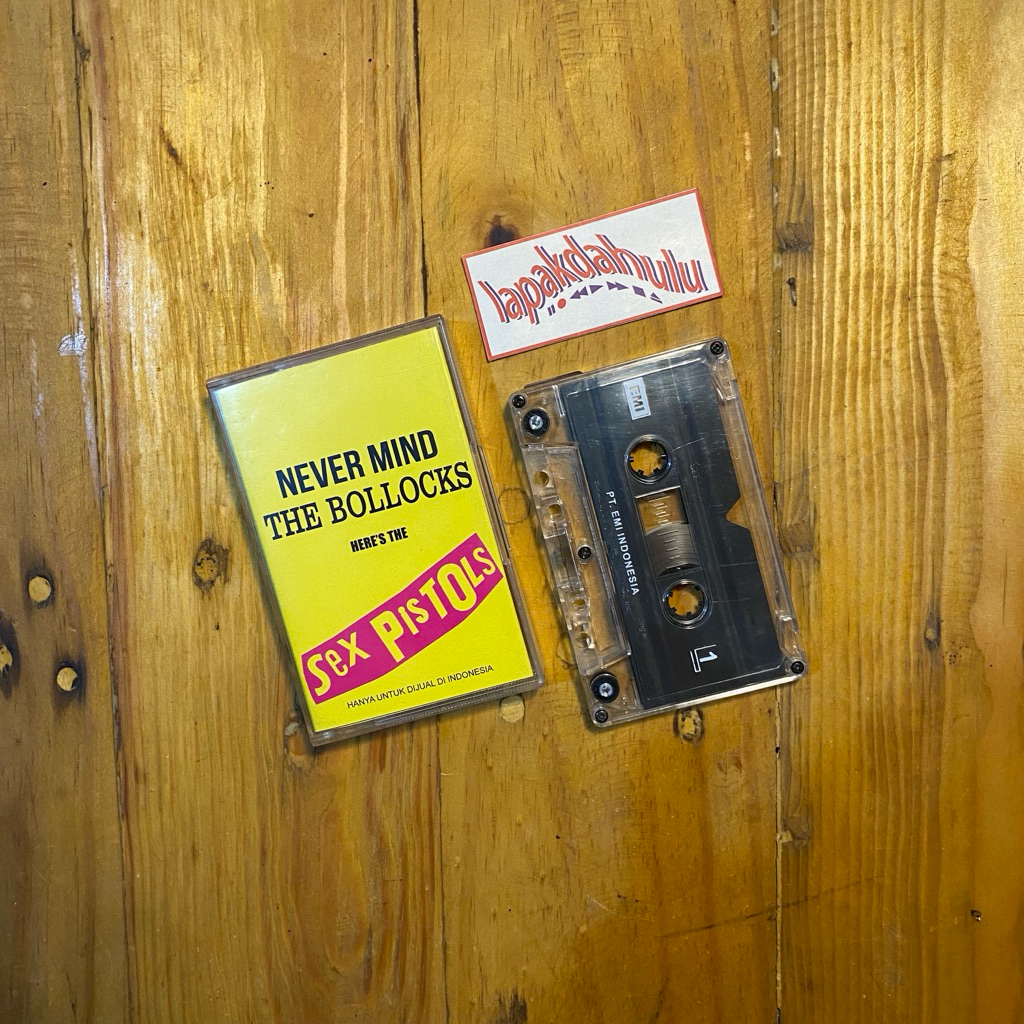 lapakdahulu
NEVER MIND
THE BOLLOCKS
HERE'S THE
SeX PisTOLS
HANYA UNTUK DIJUAL DI INDONESIA
EMI
PT. EMI INDONESIA
1